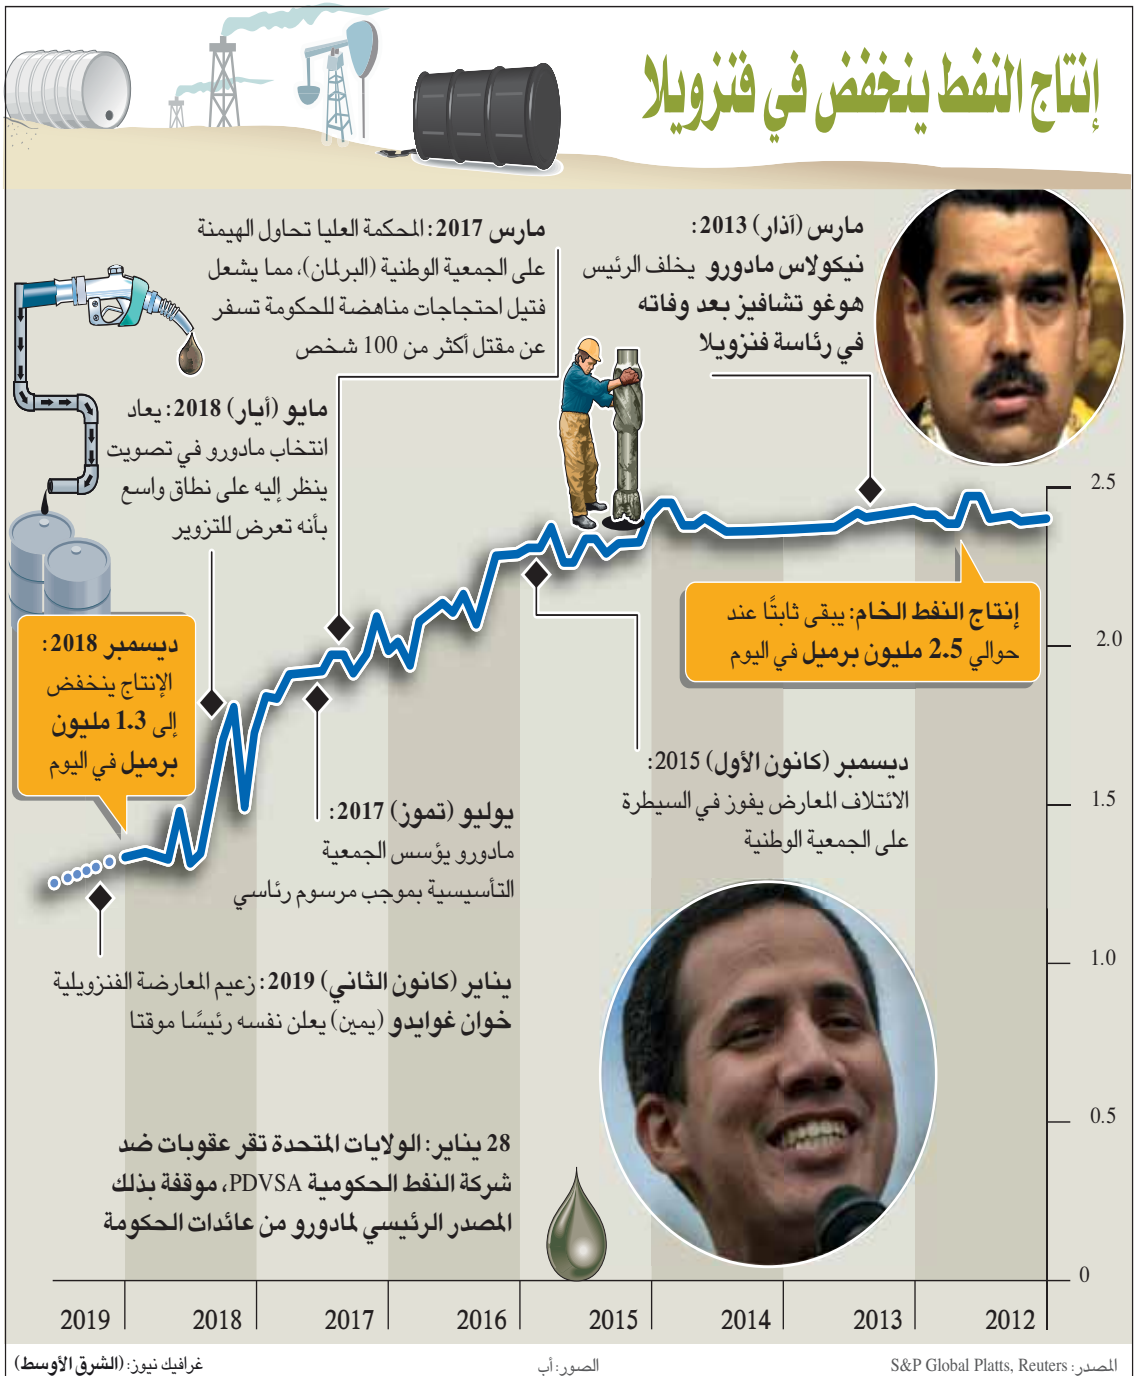 إنتاج النفط ينخفض في فنزويلا
مارس (آذار) 2013:
نيكولاس مادورو يخلف الرئيس
هوغو تشافيز بعد وفاته
في رئاسة فنزويلا
مارس 2017: المحكمة العليا تحاول الهيمنة
على الجمعية الوطنية (البرلمان)، مما يشعل
فتيل احتجاجات مناهضة للحكومة تسفر
عن مقتل أكثر من 100 شخص
مايو (أيار) 2018: يعاد
انتخاب مادورو في تصويت
ينظر إليه على نطاق واسع
بأنه تعرض للتزوير
2.5
2.0
1.5
1.0
0.5
0
إنتاج النفط الخام: يبقى ثابتًا عند
حوالي 2.5 مليون برميل في اليوم
ديسمبر 2018:
الإنتاج ينخفض
إلى 1.3 مليون
برميل في اليوم
ديسمبر (كانون الأول) 2015:
الائتلاف المعارض يفوز في السيطرة
على الجمعية الوطنية
يوليو (تموز) 2017:
مادورو يؤسس الجمعية
التأسيسية بموجب مرسوم رئاسي
يناير (كانون الثاني) 2019: زعيم المعارضة الفنزويلية
خوان غوايدو (يمين) يعلن نفسه رئيسًا موقتا
28 يناير: الولايات المتحدة تقر عقوبات ضد
شركة النفط الحكومية PDVSA، موقفة بذلك
المصدر الرئيسي لمادورو من عائدات الحكومة
2012 2013 2014 2015 2016 2017 2018 2019
المصدر: S&P Global Platts, Reuters
الصور: أب
غرافيك نيوز: (الشرق الأوسط)